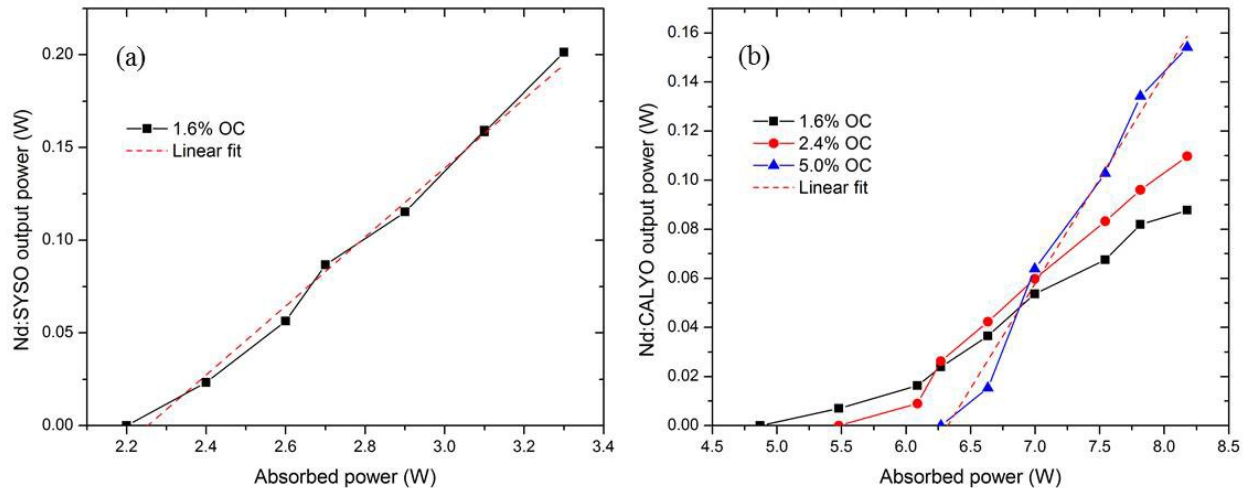 (a)
1.6% OC
Linear fit
Nd:SYSO output power (W)
0.20
0.15
0.10
0.05
0.00
2.2 2.4 2.6 2.8 3.0 3.2 3.4
Absorbed power (W)
(b)
1.6% OC
2.4% OC
5.0% OC
Linear fit
Nd:CALYO output power (W)
0.16
0.14
0.12
0.10
0.08
0.06
0.04
0.02
0.00
4.5 5.0 5.5 6.0 6.5 7.0 7.5 8.0 8.5
Absorbed power (W)